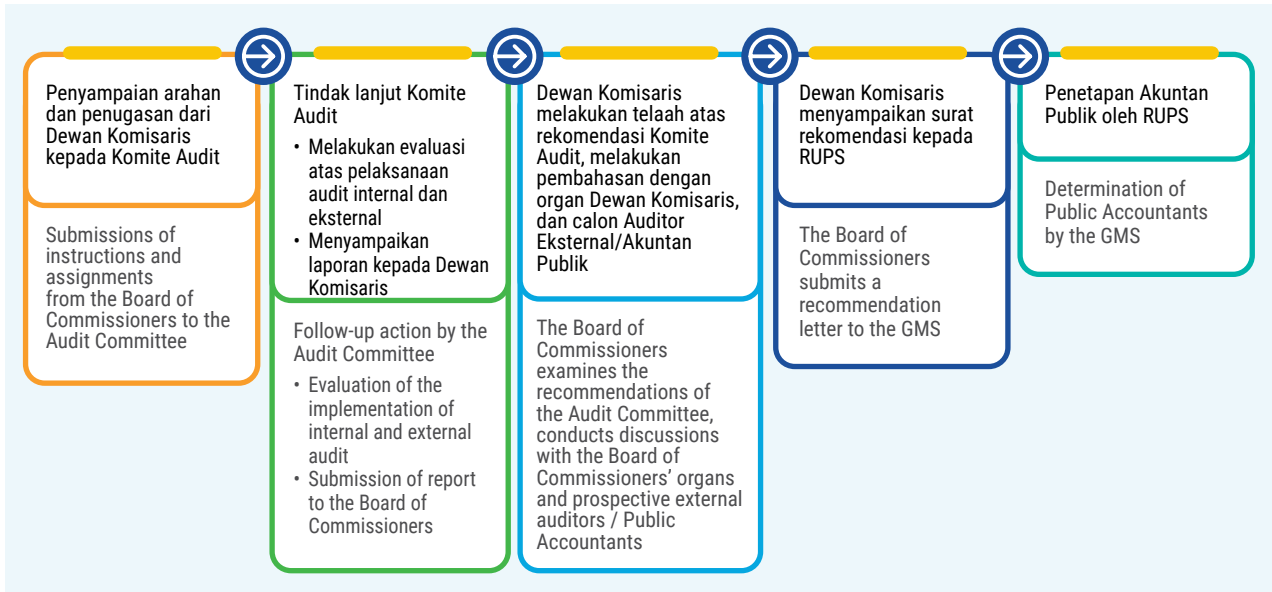 Penyampaian arahan
dan penugasan dari
Dewan Komisaris
kepada Komite Audit
Submissions of
instructions and
assignments
from the Board of
Commissioners to the
Audit Committee
Tindak lanjut Komite
Audit
• Melakukan evaluasi
atas pelaksanaan
audit internal dan
eksternal
• Menyampaikan
laporan kepada Dewan
Komisaris
Follow-up action by the
Audit Committee
• Evaluation of the
implementation of
internal and external
audit
• Submission of report
to the Board of
Commissioners
Dewan Komisaris
melakukan telaah atas
rekomendasi Komite
Audit, melakukan
pembahasan dengan
organ Dewan Komisaris,
dan calon Auditor
Eksternal/Akuntan
Publik
The Board of
Commissioners
examines the
recommendations of
the Audit Committee,
conducts discussions
with the Board of
Commissioners’ organs
and prospective external
auditors / Public
Accountants
Dewan Komisaris
menyampaikan surat
rekomendasi kepada
RUPS
The Board of
Commissioners
submits a
recommendation
letter to the GMS
Penetapan Akuntan
Publik oleh RUPS
Determination of
Public Accountants
by the GMS